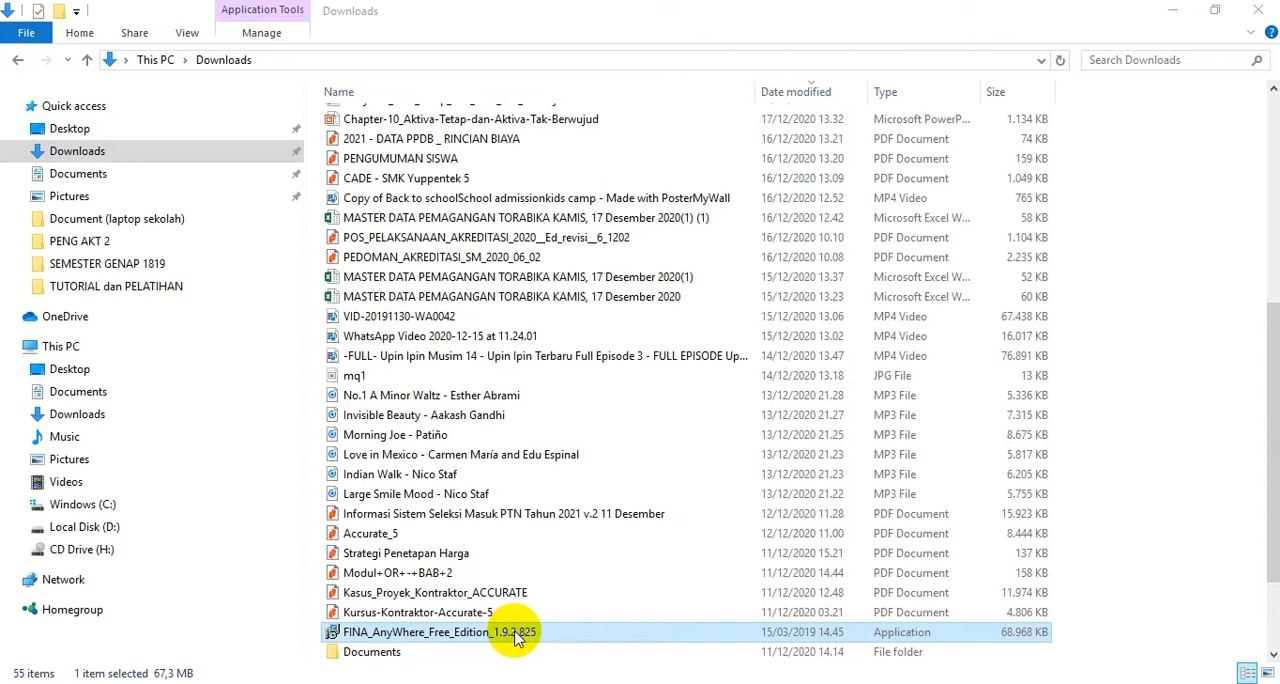 Application Tools
Downloads
File
Home
Share
View
Manage
This PC
Downloads
Search Downloads
Name
Date modified
Type
Size
Quick access
Desktop
Downloads
Documents
Pictures
Document (laptop sekolah)
PENG AKT 2
SEMESTER GENAP 1819
TUTORIAL dan PELATIHAN
OneDrive
This PC
Desktop
Documents
Downloads
Music
Pictures
Videos
Windows (C:)
Local Disk (D:)
CD Drive (H:)
Network
Homegroup
Chapter-10_Aktiva-Tetap-dan-Aktiva-Tak-Berwujud 17/12/2020 13.32 Microsoft PowerP... 1.134 KB
2021 - DATA PPDB _ RINCIAN BIAYA 16/12/2020 13.21 PDF Document 74 KB
PENGUMUMAN SISWA 16/12/2020 13.20 PDF Document 159 KB
CADE - SMK Yuppentek 5 16/12/2020 13.20 PDF Document 1.049 KB
Copy of Back to schoolSchool admissionkids camp - Made with PosterMyWall 16/12/2020 12.52 MP4 Video 765 KB
MASTER DATA PEMAGANGAN TORABIKA KAMIS, 17 Desember 2020(1) (1) 16/12/2020 12.42 Microsoft Excel W... 58 KB
POS_PELAKSANAAN_AKREDITASI_2020__Ed_revisi__6_1202 16/12/2020 10.10 PDF Document 1.104 KB
PEDOMAN_AKREDITASI_SM_2020_06_02 16/12/2020 10.08 PDF Document 2.235 KB
MASTER DATA PEMAGANGAN TORABIKA KAMIS, 17 Desember 2020(1) 15/12/2020 13.37 Microsoft Excel W... 52 KB
MASTER DATA PEMAGANGAN TORABIKA KAMIS, 17 Desember 2020 15/12/2020 13.23 Microsoft Excel W... 60 KB
VID-20191130-WA0042 15/12/2020 13.06 MP4 Video 67.438 KB
WhatsApp Video 2020-12-15 at 11.24.01 15/12/2020 13.02 MP4 Video 16.017 KB
-FULL- Upin Ipin Musim 14 - Upin Ipin Terbaru Full Episode 3 - FULL EPISODE Up... 14/12/2020 13.47 MP4 Video 76.891 KB
mq1 14/12/2020 13.18 JPG File 13 KB
No.1 A Minor Waltz - Esther Abrami 13/12/2020 21.28 MP3 File 5.336 KB
Invisible Beauty - Aakash Gandhi 13/12/2020 21.27 MP3 File 7.315 KB
Morning Joe - Patiño 13/12/2020 21.25 MP3 File 8.675 KB
Love in Mexico - Carmen María and Edu Espinal 13/12/2020 21.25 MP3 File 5.817 KB
Indian Walk - Nico Staf 13/12/2020 21.23 MP3 File 6.205 KB
Large Smile Mood - Nico Staf 13/12/2020 21.22 MP3 File 5.755 KB
Informasi Sistem Seleksi Masuk PTN Tahun 2021 v.2 11 Desember 12/12/2020 11.28 PDF Document 15.923 KB
Accurate_5 12/12/2020 11.00 PDF Document 8.444 KB
Strategi Penetapan Harga 11/12/2020 15.21 PDF Document 137 KB
Modul+OR+-+BAB+2 11/12/2020 14.44 PDF Document 158 KB
Kasus_Proyek_Kontraktor_ACCURATE 11/12/2020 12.48 PDF Document 11.974 KB
Kursus-Kontraktor-Accurate-5 11/12/2020 03.21 PDF Document 4.806 KB
FINA_AnyWhere_Free_Edition_1.9.2.825 15/03/2019 14.45 Application 68.968 KB
Documents 11/12/2020 14.14 File folder
55 items 1 item selected 67,3 MB